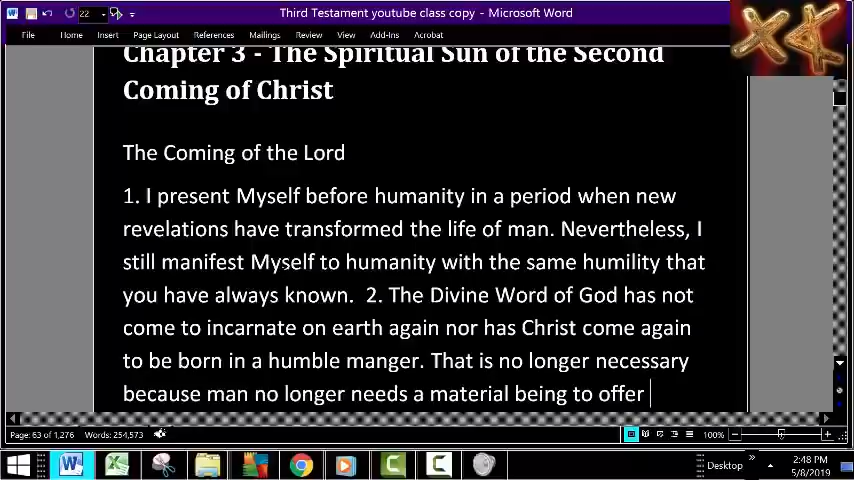 22
Third Testament youtube class copy - Microsoft Word
File Home Insert Page Layout References Mailings Review View Add-Ins Acrobat
Chapter 3 - The Spiritual Sun of the Second
Coming of Christ
The Coming of the Lord
1. I present Myself before humanity in a period when new
revelations have transformed the life of man. Nevertheless, I
still manifest Myself to humanity with the same humility that
you have always known. 2. The Divine Word of God has not
come to incarnate on earth again nor has Christ come again
to be born in a humble manger. That is no longer necessary
because man no longer needs a material being to offer
Page: 63 of 1,276 Words: 254,573 100%
Desktop
2:48 PM
5/8/2019